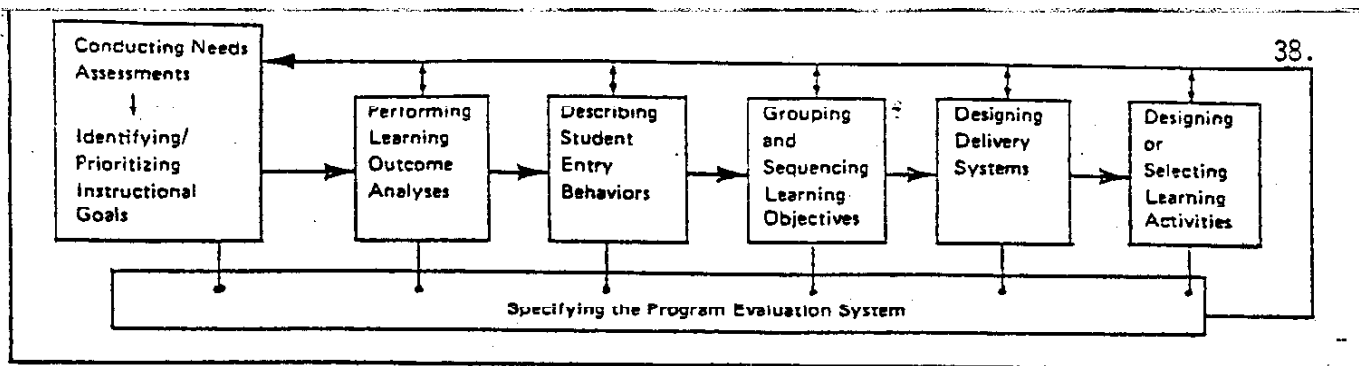 38.
Conducting Needs
Assessments
Identifying/
Prioritizing
Instructional
Goals
Performing
Learning
Outcome
Analyses
Describing
Student
Entry
Behaviors
Grouping
and
Sequencing
Learning
Objectives
Designing
Delivery
Systems
Designing
or
Selecting
Learning
Activities
Specifying the Program Evaluation System